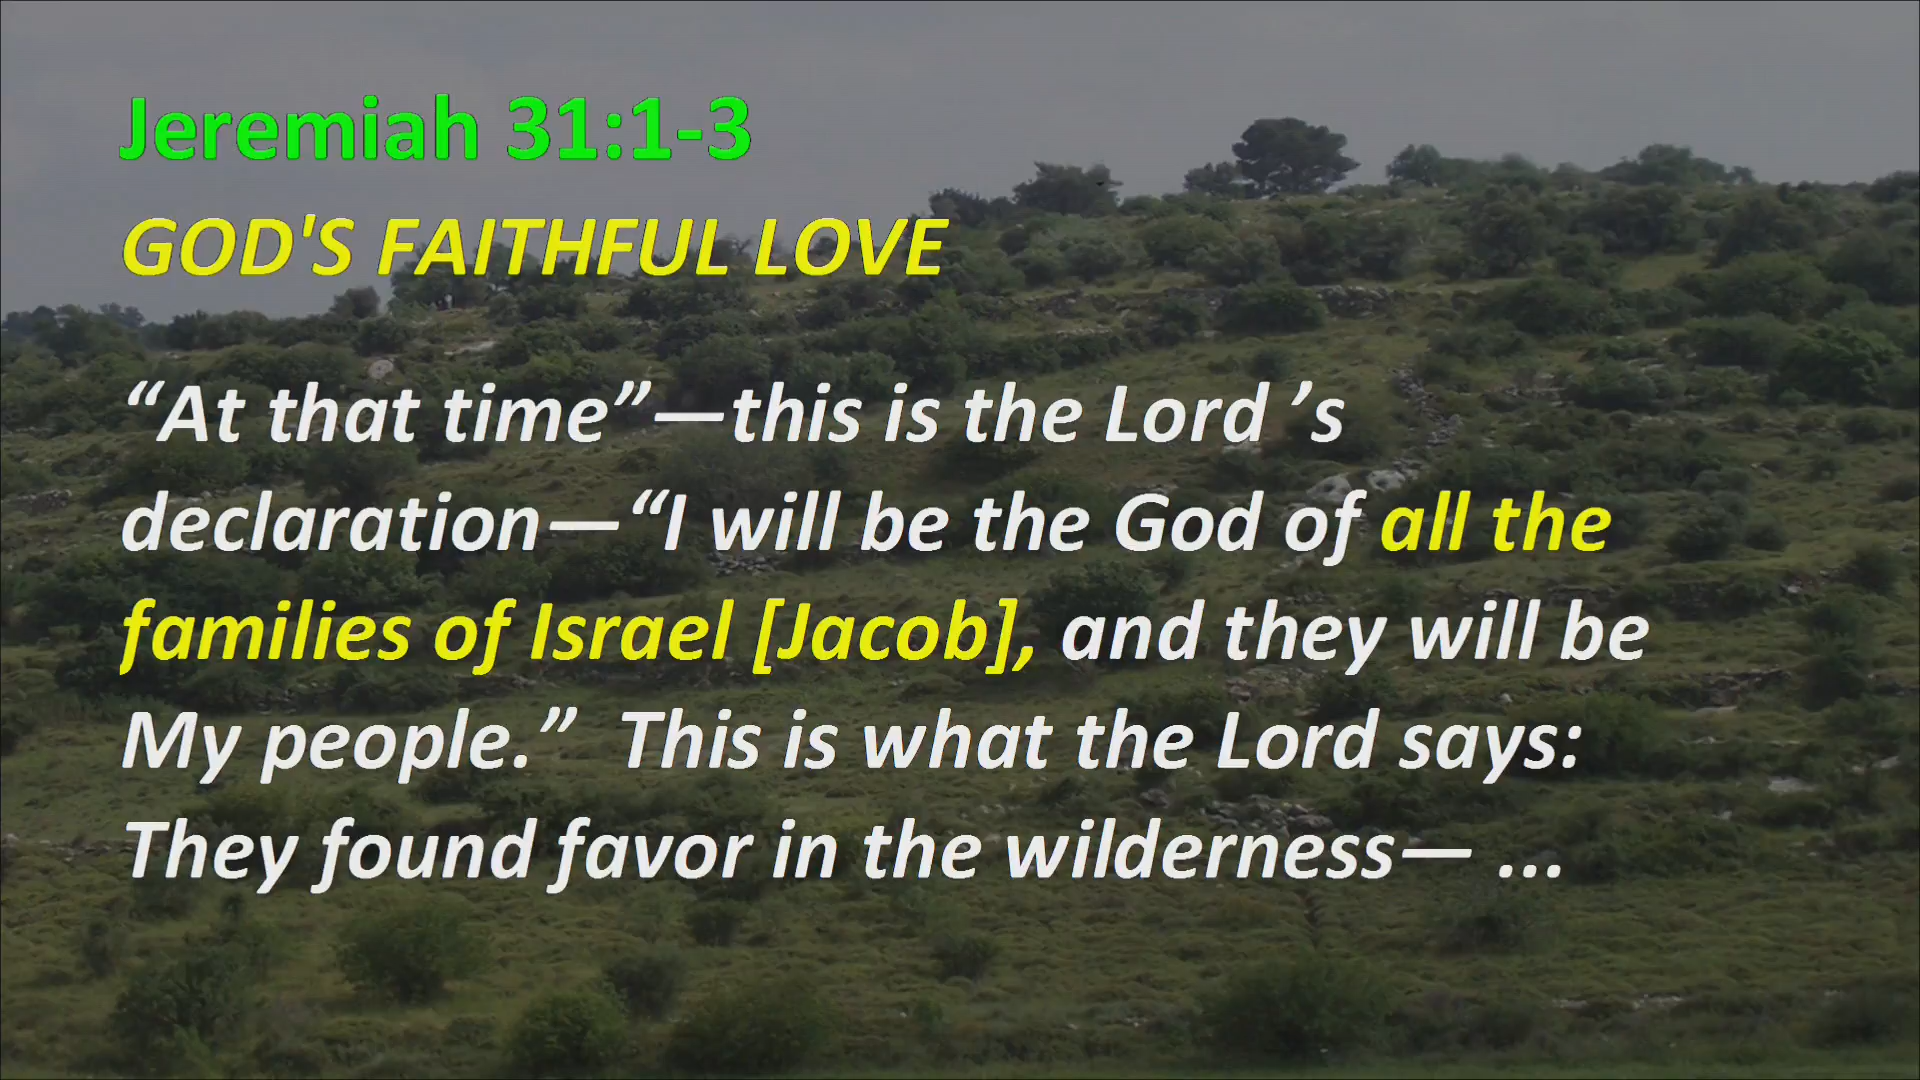 Jeremiah 31:1-3
GOD'S FAITHFUL LOVE
“At that time”—this is the Lord ’s
declaration—“I will be the God of all the
families of Israel [Jacob], and they will be
My people.”  This is what the Lord says:
They found favor in the wilderness— ...